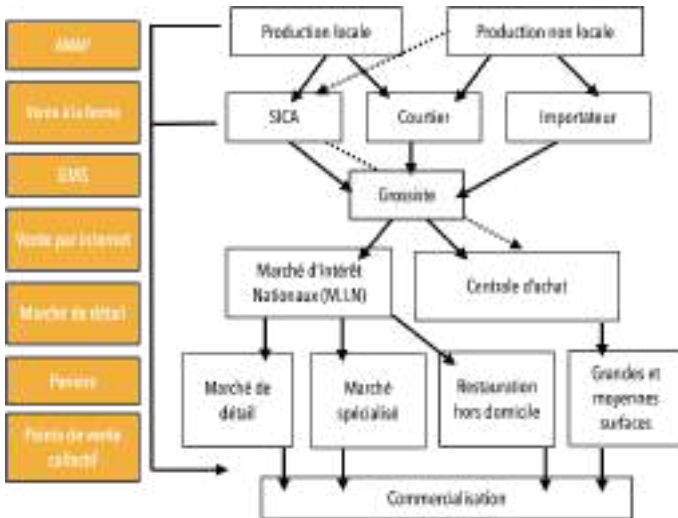 AMAP
Production locale
Production non locale
Vente à la ferme
SICA
Courtier
Importateur
GMS
Grossiste
Vente par internet
Marché d'Intérêt
Nationaux (M.I.N)
Centrale d'achat
Marché de détail
Marché de
détail
Marché
spécialisé
Restauration
hors domicile
Grandes et
moyennes
surfaces
Paniers
Points de vente
collectif
Commercialisation